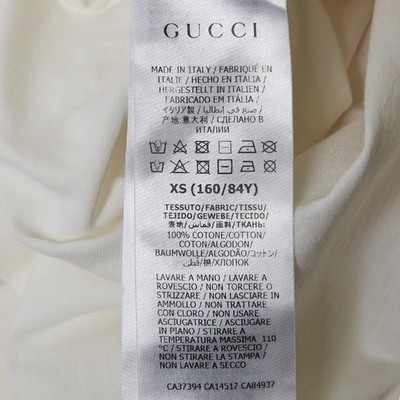 GUCCI
MADE IN ITALY / FABRIQUÉ EN
ITALIE / HECHO EN ITALIA /
HERGESTELLT IN ITALIEN /
FABRICADO EM ITÁLIA /
イタリア製 / صنع في إيطاليا /
产地: 意大利 / СДЕЛАНО В
ИТАЛИИ
XS (160/84Y)
TESSUTO/FABRIC/TISSU/
TEJIDO/GEWEBE/TECIDO/
表地/قماش/面料/ТКАНЬ:
100% COTONE/COTTON/
COTON/ALGODON/
BAUMWOLLE/ALGODÃO/コットン/
قطن/棉/ХЛОПОК
LAVARE A MANO / LAVARE A
ROVESCIO / NON TORCERE O
STRIZZARE / NON LASCIARE IN
AMMOLLO / NON TRATTARE
CON CLORO / NON USARE
ASCIUGATRICE / ASCIUGARE
IN PIANO / STIRARE A
TEMPERATURA MASSIMA 110
°C / STIRARE A ROVESCIO /
NON STIRARE LA STAMPA /
NON LAVARE A SECCO
CA37394 CA14517 CA84937